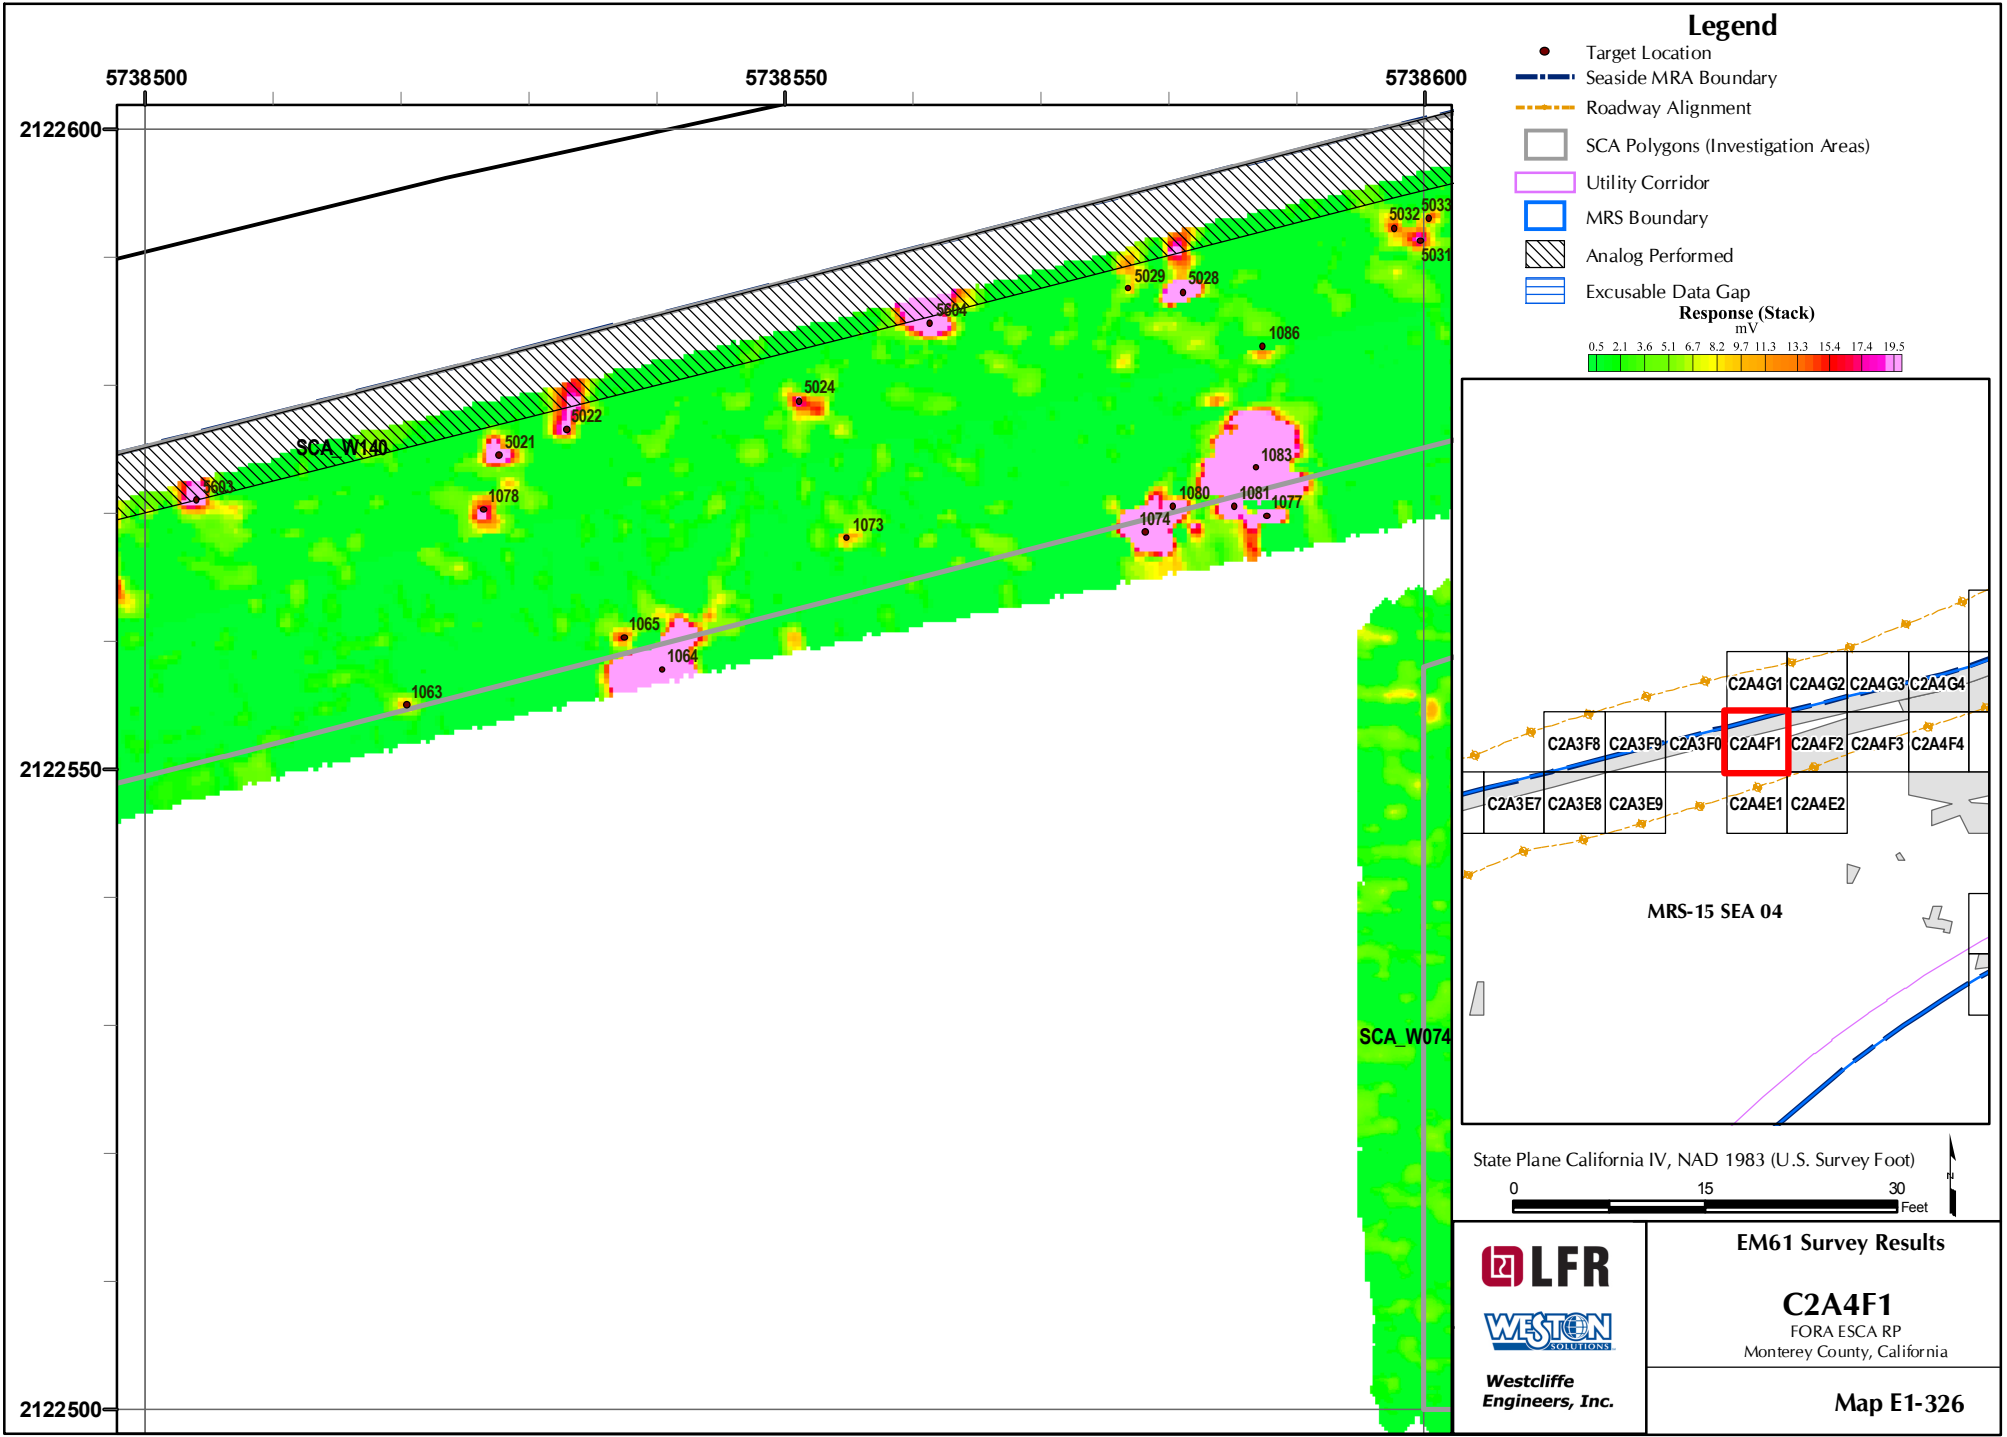 5738500
5738550
5738600
2122600
2122550
2122500
5033
5032
5031
5029
5028
5604
1086
5024
5022
SCA_W140
5021
1083
5603
1078
1080
1081
1077
1074
1073
1065
1064
1063
SCA_W074
Legend
Target Location
Seaside MRA Boundary
Roadway Alignment
SCA Polygons (Investigation Areas)
Utility Corridor
MRS Boundary
Analog Performed
Excusable Data Gap
Response (Stack)
mV
0.5 2.1 3.6 5.1 6.7 8.2 9.7 11.3 13.3 15.4 17.4 19.5
C2A4G1 C2A4G2 C2A4G3 C2A4G4
C2A3F8 C2A3F9 C2A3F0 C2A4F1 C2A4F2 C2A4F3 C2A4F4
C2A3E7 C2A3E8 C2A3E9 C2A4E1 C2A4E2
MRS-15 SEA 04
State Plane California IV, NAD 1983 (U.S. Survey Foot)
N
0 15 30
Feet
LFR
WESTON
SOLUTIONS
Westcliffe
Engineers, Inc.
EM61 Survey Results
C2A4F1
FORA ESCA RP
Monterey County, California
Map E1-326